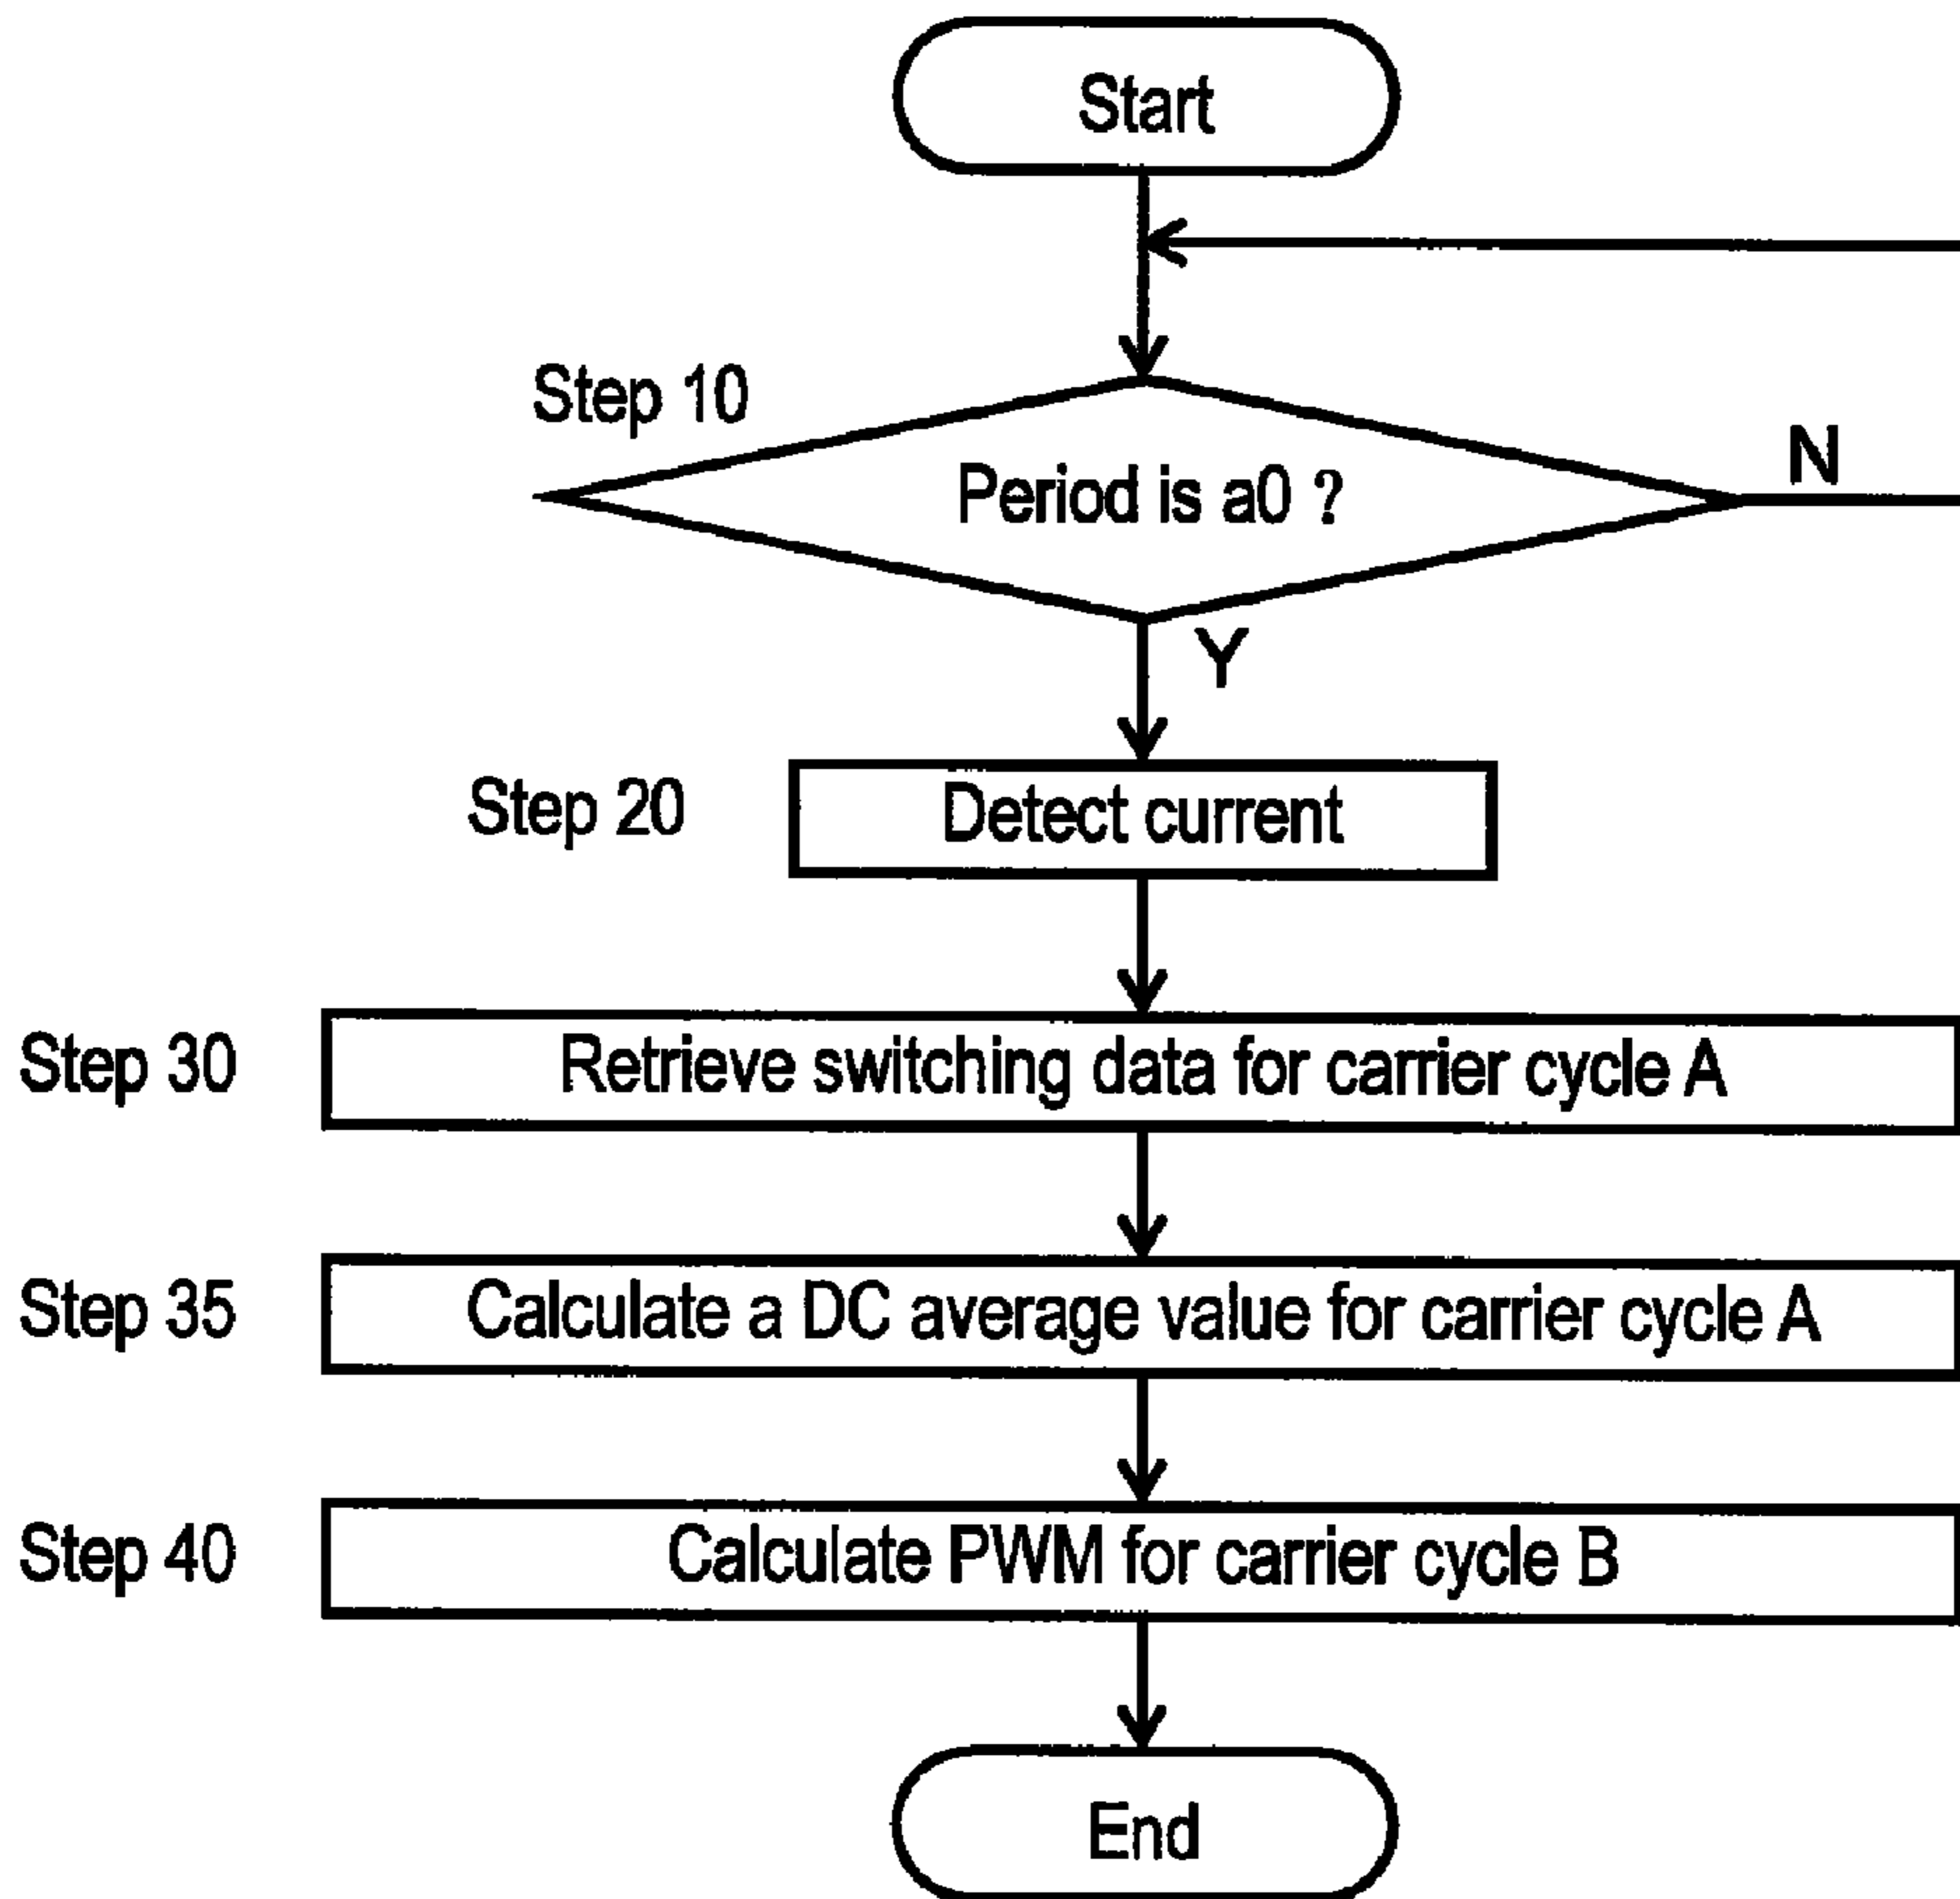 Start
Step 10
Period is a0 ?
N
Y
Step 20
Detect current
Step 30
Retrieve switching data for carrier cycle A
Step 35
Calculate a DC average value for carrier cycle A
Step 40
Calculate PWM for carrier cycle B
End